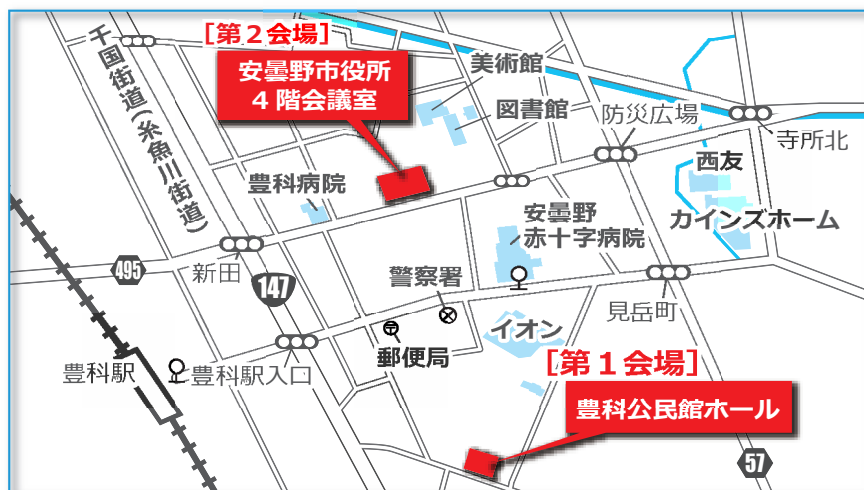 ［第２会場］
安曇野市役所
４階会議室
千国街道(糸魚川街道)
美術館
図書館
防災広場
寺所北
西友
カインズホーム
豊科病院
安曇野
赤十字病院
新田
495
147
警察署
見岳町
イオン
郵便局
豊科駅
豊科駅入口
［第１会場］
豊科公民館ホール
57